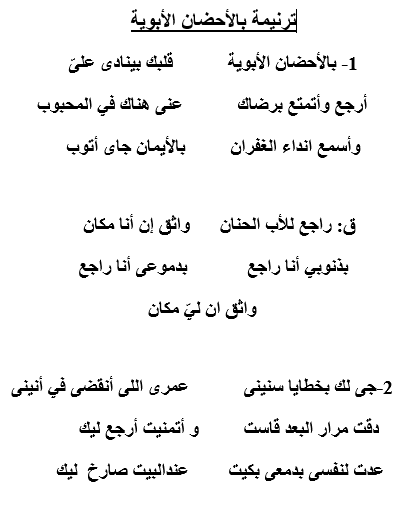 ترنيمة بالأحضان الأبوية
1- بالأحضان الأبوية قلبك بينادى علىّ
أرجع وأتمتع برضاك عنى هناك في المحبوب
وأسمع انداء الغفران بالأيمان جاى أتوب
ق: راجع للأب الحنان واثق إن أنا مكان
بذنوبي أنا راجع بدموعى أنا راجع
واثق ان ليّ مكان
2-جى لك بخطايا سنينى عمرى اللى أنقضى في أنينى
دقت مرار البعد قاست و أتمنيت أرجع ليك
عدت لنفسى بدمعى بكيت عندالبيت صارخ ليك